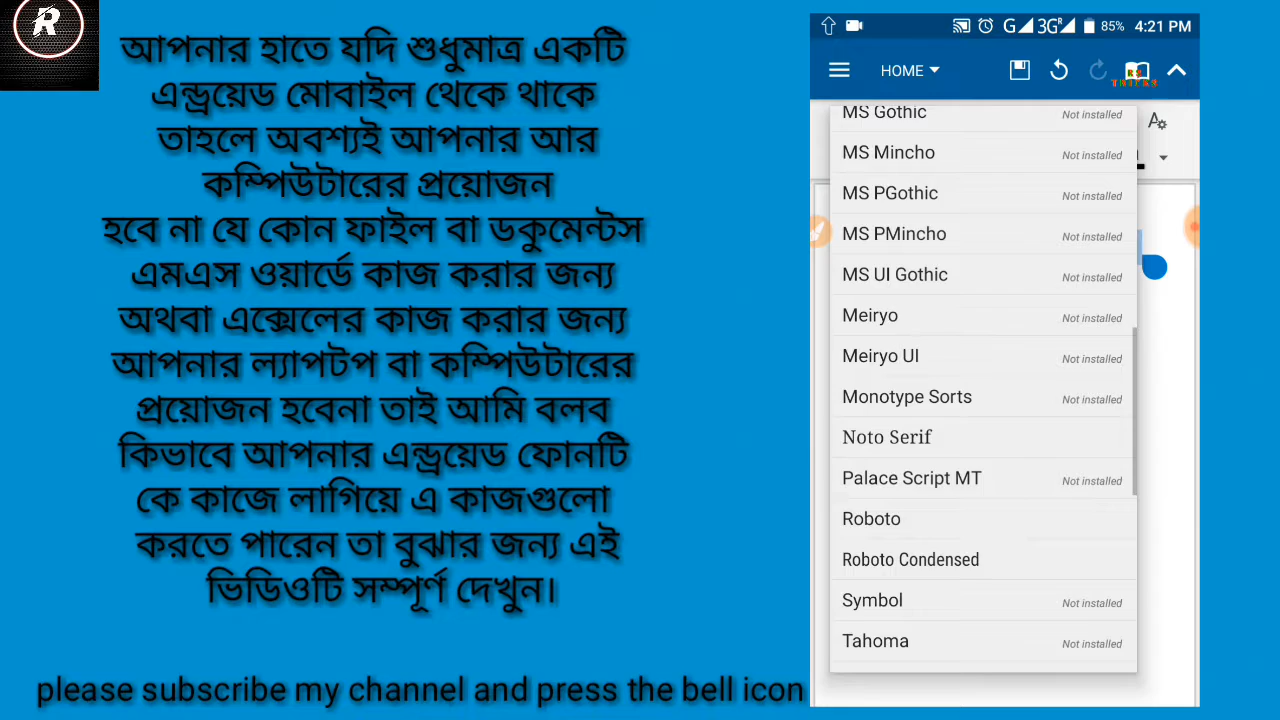 R
আপনার হাতে যদি শুধুমাত্র একটি
এন্ড্রয়েড মোবাইল থেকে থাকে
তাহলে অবশ্যই আপনার আর
কম্পিউটারের প্রয়োজন
হবে না যে কোন ফাইল বা ডকুমেন্টস
এমএস ওয়ার্ডে কাজ করার জন্য
অথবা এক্সেলের কাজ করার জন্য
আপনার ল্যাপটপ বা কম্পিউটারের
প্রয়োজন হবেনা তাই আমি বলব
কিভাবে আপনার এন্ড্রয়েড ফোনটি
কে কাজে লাগিয়ে এ কাজগুলো
করতে পারেন তা বুঝার জন্য এই
ভিডিওটি সম্পূর্ণ দেখুন।
please subscribe my channel and press the bell icon
G 3G R 85% 4:21 PM
HOME
RS TRICKS
MS Gothic Not installed
MS Mincho Not installed
MS PGothic Not installed
MS PMincho Not installed
MS UI Gothic Not installed
Meiryo Not installed
Meiryo UI Not installed
Monotype Sorts Not installed
Noto Serif
Palace Script MT Not installed
Roboto
Roboto Condensed
Symbol Not installed
Tahoma Not installed